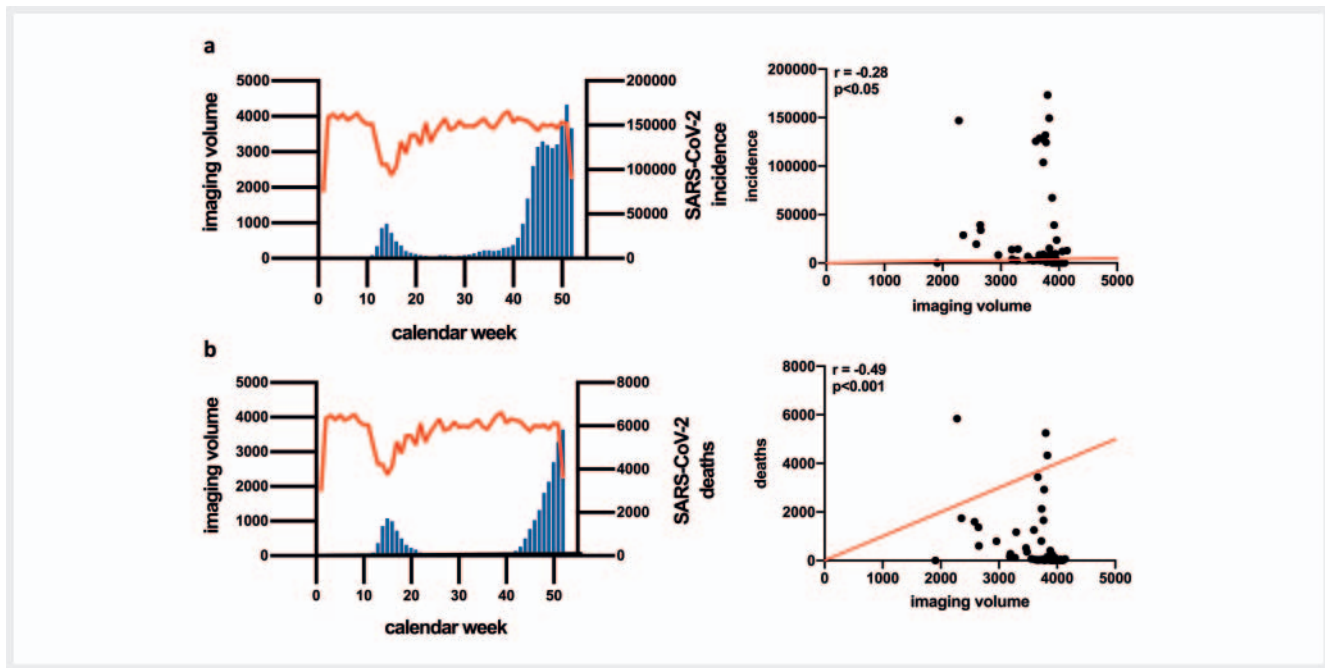 a
imaging volume
5000
4000
3000
2000
1000
0
200000
150000
100000
50000
0
SARS-CoV-2
incidence
0 10 20 30 40 50
calendar week
r = -0.28
p<0.05
incidence
200000
150000
100000
50000
0
0 1000 2000 3000 4000 5000
imaging volume
b
imaging volume
5000
4000
3000
2000
1000
0
8000
6000
4000
2000
0
SARS-CoV-2
deaths
0 10 20 30 40 50
calendar week
r = -0.49
p<0.001
deaths
8000
6000
4000
2000
0
0 1000 2000 3000 4000 5000
imaging volume